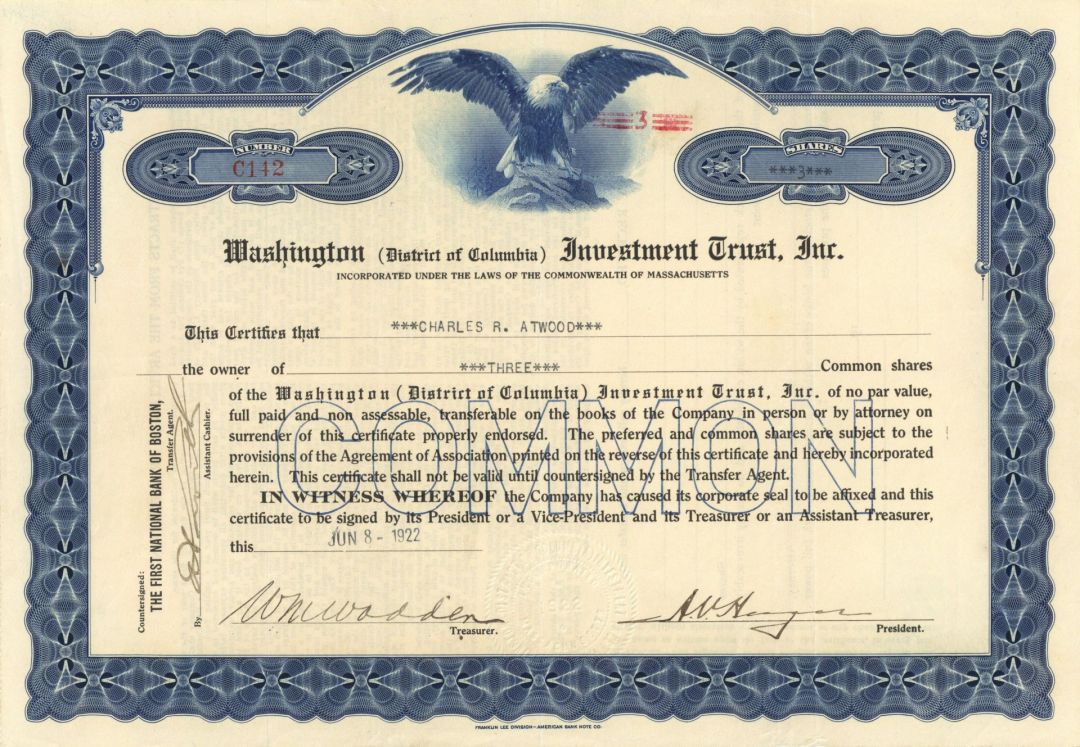 3
NUMBER
C142
SHARES
***3***
Washington (District of Columbia) Investment Trust, Inc.
INCORPORATED UNDER THE LAWS OF THE COMMONWEALTH OF MASSACHUSETTS
This Certifies that ***CHARLES R. ATWOOD***
the owner of ***THREE*** Common shares
of the Washington (District of Columbia) Investment Trust, Inc. of no par value,
full paid and non assessable, transferable on the books of the Company in person or by attorney on
surrender of this certificate properly endorsed. The preferred and common shares are subject to the
provisions of the Agreement of Association printed on the reverse of this certificate and hereby incorporated
herein. This certificate shall not be valid until countersigned by the Transfer Agent.
IN WITNESS WHEREOF the Company has caused its corporate seal to be affixed and this
certificate to be signed by its President or a Vice-President and its Treasurer or an Assistant Treasurer,
this JUN 8 - 1922
COMMON
Countersigned:
THE FIRST NATIONAL BANK OF BOSTON,
Transfer Agent.
By
Assistant Cashier.
Treasurer.
President.
FRANKLIN LEE DIVISION-AMERICAN BANK NOTE CO.